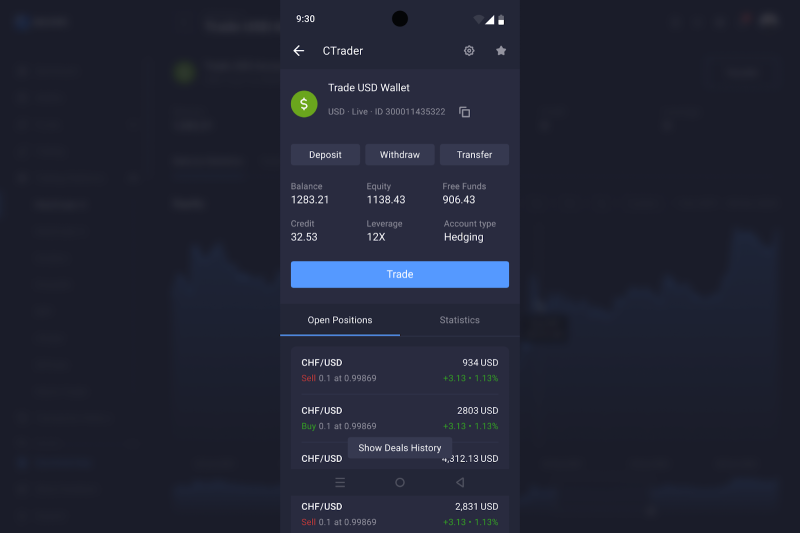 9:30
CTrader
Trade USD Wallet
USD · Live · ID 300011435322
Deposit Withdraw Transfer
Balance Equity Free Funds
1283.21 1138.43 906.43
Credit Leverage Account type
32.53 12X Hedging
Trade
Open Positions Statistics
CHF/USD 934 USD
Sell 0.1 at 0.99869 +3.13 • 1.13%
CHF/USD 2803 USD
Buy 0.1 at 0.99869 +3.13 • 1.13%
Show Deals History
CHF/USD 4,312.13 USD
CHF/USD 2,831 USD
Sell 0.1 at 0.99869 +3.13 • 1.13%